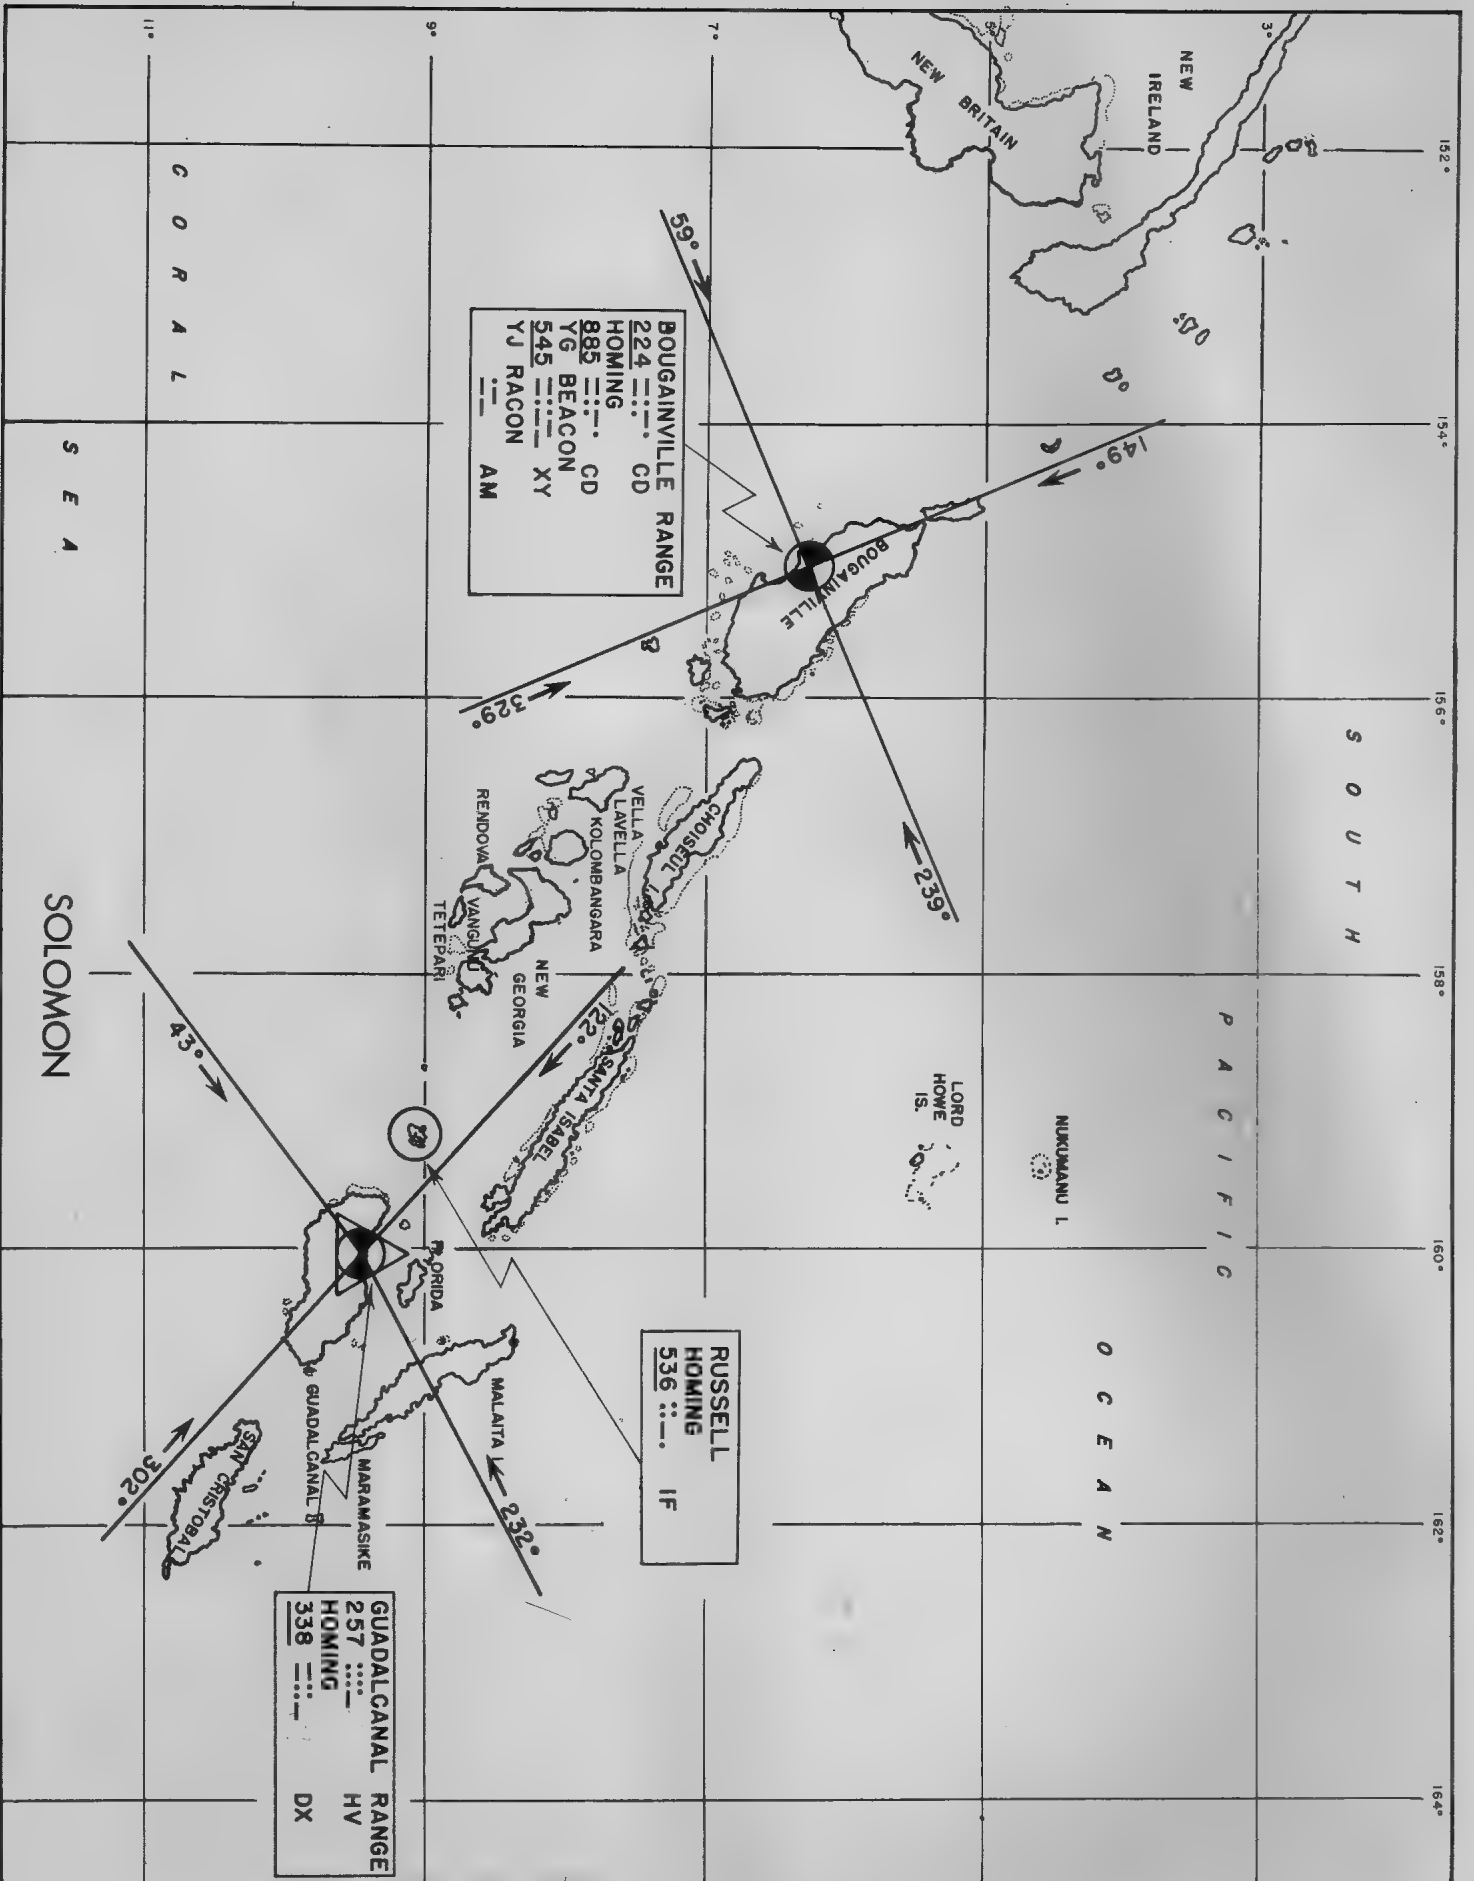 152°
154°
156°
158°
160°
162°
164°
3°
5°
7°
9°
11°
NEW
IRELAND
NEW
BRITAIN
SOUTH
PACIFIC
OCEAN
CORAL
SEA
NUKUMANU I.
LORD
HOWE
IS.
149°
239°
59°
329°
BOUGAINVILLE
BOUGAINVILLE RANGE
224 CD
HOMING
885 CD
YG BEACON
545 XY
YJ RACON
AM
CHOISEUL
VELLA
LAVELLA
KOLOMBANGARA
RENDOVA
VANGUNU
TETEPARI
NEW
GEORGIA
SANTA ISABEL
122°
43°
232°
302°
RUSSELL
HOMING
536 IF
FLORIDA
MALAITA I.
GUADALCANAL
MARAMASIKE
SAN CRISTOBAL
GUADALCANAL RANGE
257 HV
HOMING
338 DX
SOLOMON